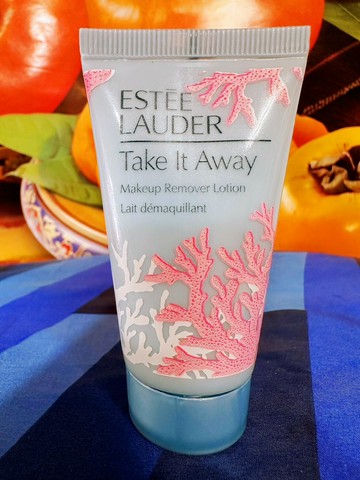 ESTĒE
LAUDER
Take It Away
Makeup Remover Lotion
Lait démaquillant